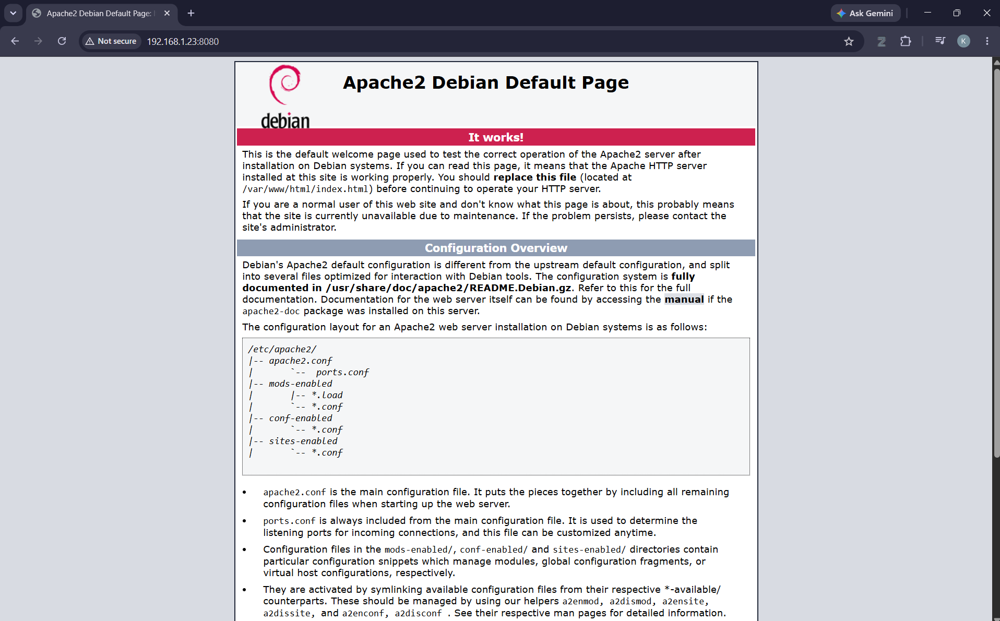 Apache2 Debian Default Page:
Ask Gemini
Not secure
192.168.1.23:8080
K
debian
Apache2 Debian Default Page
It works!
This is the default welcome page used to test the correct operation of the Apache2 server after
installation on Debian systems. If you can read this page, it means that the Apache HTTP server
installed at this site is working properly. You should replace this file (located at
/var/www/html/index.html) before continuing to operate your HTTP server.
If you are a normal user of this web site and don't know what this page is about, this probably means
that the site is currently unavailable due to maintenance. If the problem persists, please contact the
site's administrator.
Configuration Overview
Debian's Apache2 default configuration is different from the upstream default configuration, and split
into several files optimized for interaction with Debian tools. The configuration system is fully
documented in /usr/share/doc/apache2/README.Debian.gz. Refer to this for the full
documentation. Documentation for the web server itself can be found by accessing the manual if the
apache2-doc package was installed on this server.
The configuration layout for an Apache2 web server installation on Debian systems is as follows:
/etc/apache2/
|-- apache2.conf
|       `--  ports.conf
|-- mods-enabled
|       |-- *.load
|       `-- *.conf
|-- conf-enabled
|       `-- *.conf
|-- sites-enabled
|       `-- *.conf
• apache2.conf is the main configuration file. It puts the pieces together by including all remaining
configuration files when starting up the web server.
• ports.conf is always included from the main configuration file. It is used to determine the
listening ports for incoming connections, and this file can be customized anytime.
• Configuration files in the mods-enabled/, conf-enabled/ and sites-enabled/ directories contain
particular configuration snippets which manage modules, global configuration fragments, or
virtual host configurations, respectively.
• They are activated by symlinking available configuration files from their respective *-available/
counterparts. These should be managed by using our helpers a2enmod, a2dismod, a2ensite,
a2dissite, and a2enconf, a2disconf . See their respective man pages for detailed information.